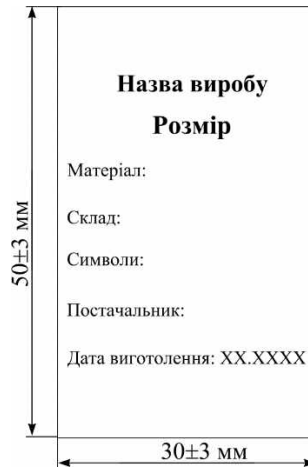 Назва виробу
Розмір
Матеріал:
Склад:
Символи:
Постачальник:
Дата виготолення: XX.XXXX
50±3 мм
30±3 мм